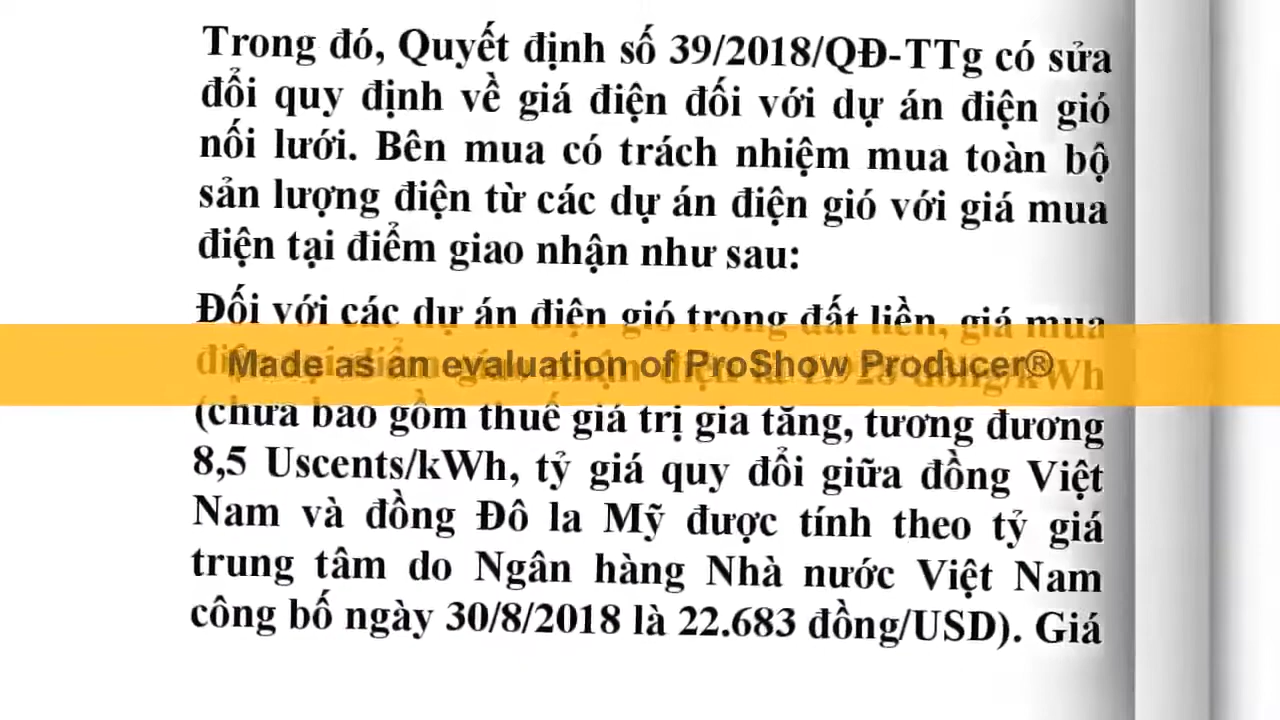 Trong đó, Quyết định số 39/2018/QĐ-TTg có sửa
đổi quy định về giá điện đối với dự án điện gió
nối lưới. Bên mua có trách nhiệm mua toàn bộ
sản lượng điện từ các dự án điện gió với giá mua
điện tại điểm giao nhận như sau:
Đối với các dự án điện gió trong đất liền, giá mua
Made as an evaluation of ProShow Producer®
(chưa bao gồm thuế giá trị gia tăng, tương đương
8,5 Uscents/kWh, tỷ giá quy đổi giữa đồng Việt
Nam và đồng Đô la Mỹ được tính theo tỷ giá
trung tâm do Ngân hàng Nhà nước Việt Nam
công bố ngày 30/8/2018 là 22.683 đồng/USD). Giá